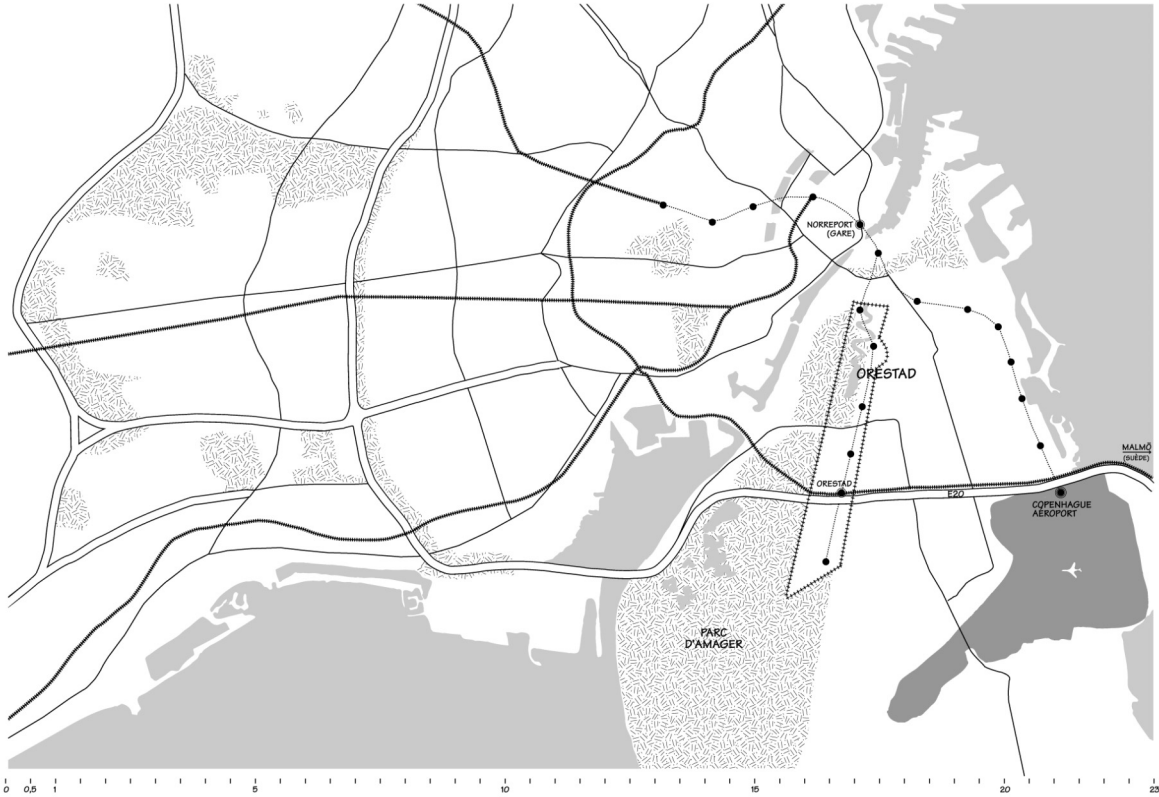 NORREPORT
(GARE)
ORESTAD
MALMÖ
(SUÈDE)
ORESTAD
E20
COPENHAGUE
AÉROPORT
PARC
D'AMAGER
0 0,5 1 5 10 15 20 23